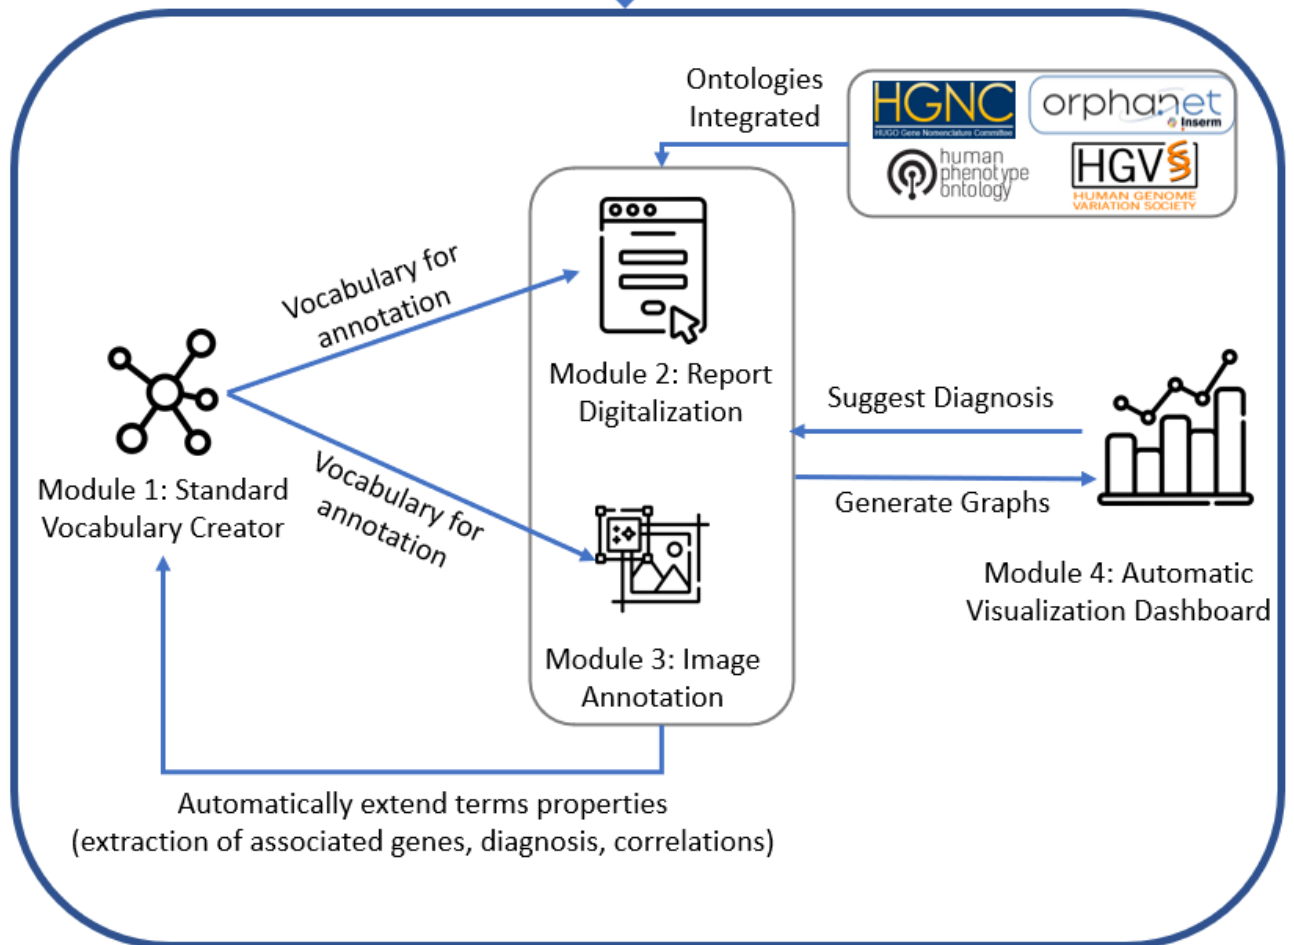 Ontologies
Integrated
HGNC
HUGO Gene Nomenclature Committee
orphanet
Inserm
human
phenotype
ontology
HGVS
HUMAN GENOME
VARIATION SOCIETY
Vocabulary for
annotation
Module 2: Report
Digitalization
Suggest Diagnosis
Generate Graphs
Module 1: Standard
Vocabulary Creator
Vocabulary for
annotation
Module 4: Automatic
Visualization Dashboard
Module 3: Image
Annotation
Automatically extend terms properties
(extraction of associated genes, diagnosis, correlations)